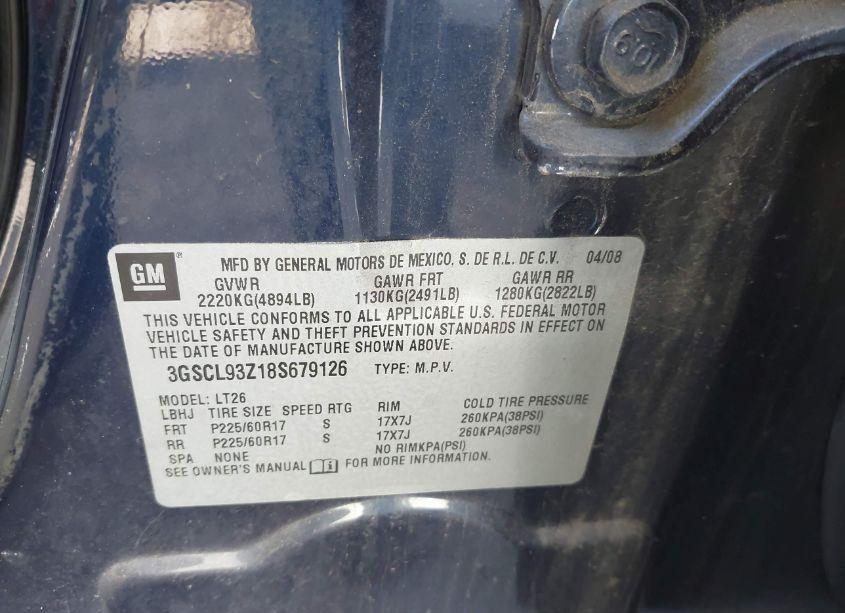 10.9
GM ®
MFD BY GENERAL MOTORS DE MEXICO, S. DE R.L. DE C.V. 04/08
GVWR GAWR FRT GAWR RR
2220KG(4894LB) 1130KG(2491LB) 1280KG(2822LB)
THIS VEHICLE CONFORMS TO ALL APPLICABLE U.S. FEDERAL MOTOR
VEHICLE SAFETY AND THEFT PREVENTION STANDARDS IN EFFECT ON
THE DATE OF MANUFACTURE SHOWN ABOVE.
3GSCL93Z18S679126 TYPE: M.P.V.
MODEL: LT26
LBHJ TIRE SIZE SPEED RTG RIM COLD TIRE PRESSURE
FRT P225/60R17 S 17X7J 260KPA(38PSI)
RR P225/60R17 S 17X7J 260KPA(38PSI)
SPA NONE NO RIMKPA(PSI)
SEE OWNER'S MANUAL FOR MORE INFORMATION.